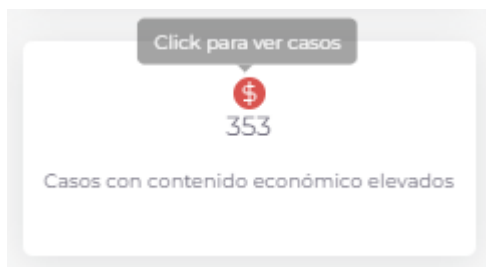 Click para ver casos
$
353
Casos con contenido económico elevados